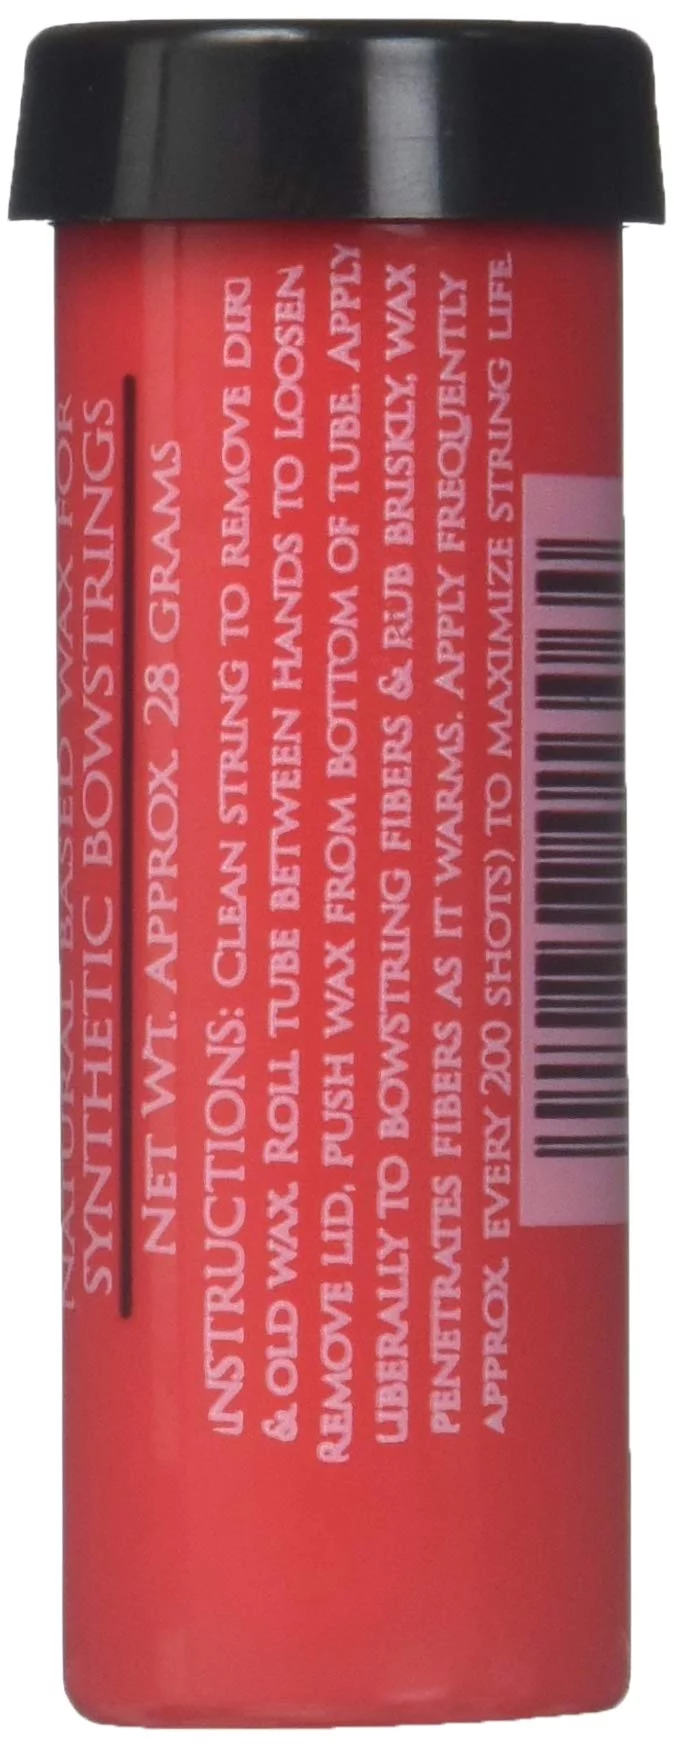 NATURAL BASED WAX FOR
SYNTHETIC BOWSTRINGS
NET WT. APPROX. 28 GRAMS
INSTRUCTIONS: CLEAN STRING TO REMOVE DIRT
& OLD WAX. ROLL TUBE BETWEEN HANDS TO LOOSEN
REMOVE LID, PUSH WAX FROM BOTTOM OF TUBE. APPLY
LIBERALLY TO BOWSTRING FIBERS & RUB BRISKLY, WAX
PENETRATES FIBERS AS IT WARMS. APPLY FREQUENTLY
APPROX. EVERY 200 SHOTS) TO MAXIMIZE STRING LIFE.